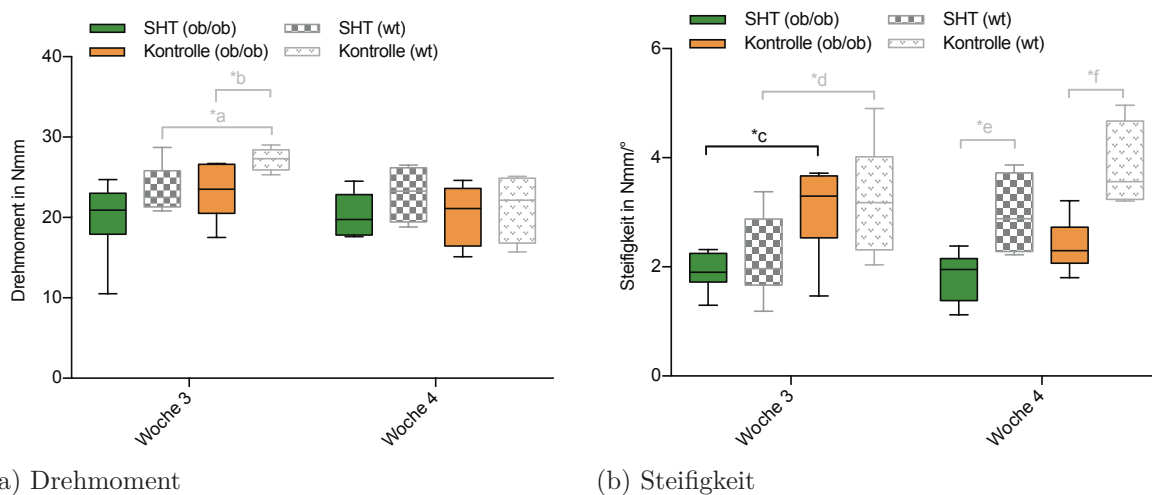 SHT (ob/ob) SHT (wt)
Kontrolle (ob/ob) Kontrolle (wt)
40
30
20
10
0
Drehmoment in Nmm
*b
*a
Woche 3
Woche 4
a) Drehmoment
SHT (ob/ob) SHT (wt)
Kontrolle (ob/ob) Kontrolle (wt)
6
4
2
0
Steifigkeit in Nmm/°
*d
*f
*c
*e
Woche 3
Woche 4
(b) Steifigkeit